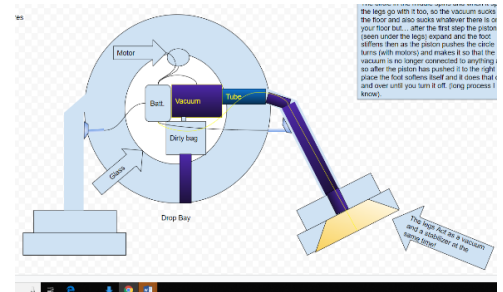 the legs go with it too, so the vacuum sucks
the floor and also sucks whatever there is on
your floor but... after the first step the piston
(seen under the legs) expand and the foot
stiffens then as the piston pushes the circle
turns (with motors) and makes it so that the
vacuum is no longer connected to anything a
so after the piston has pushed it to the right
place the foot softens itself and it does that o
and over until you turn it off. (long process I
know).
Motor
Batt.
Vacuum
Tube
Dirty bag
Glass
Drop Bay
The legs Act as a vacuum
and a stabilizer at the
same time!